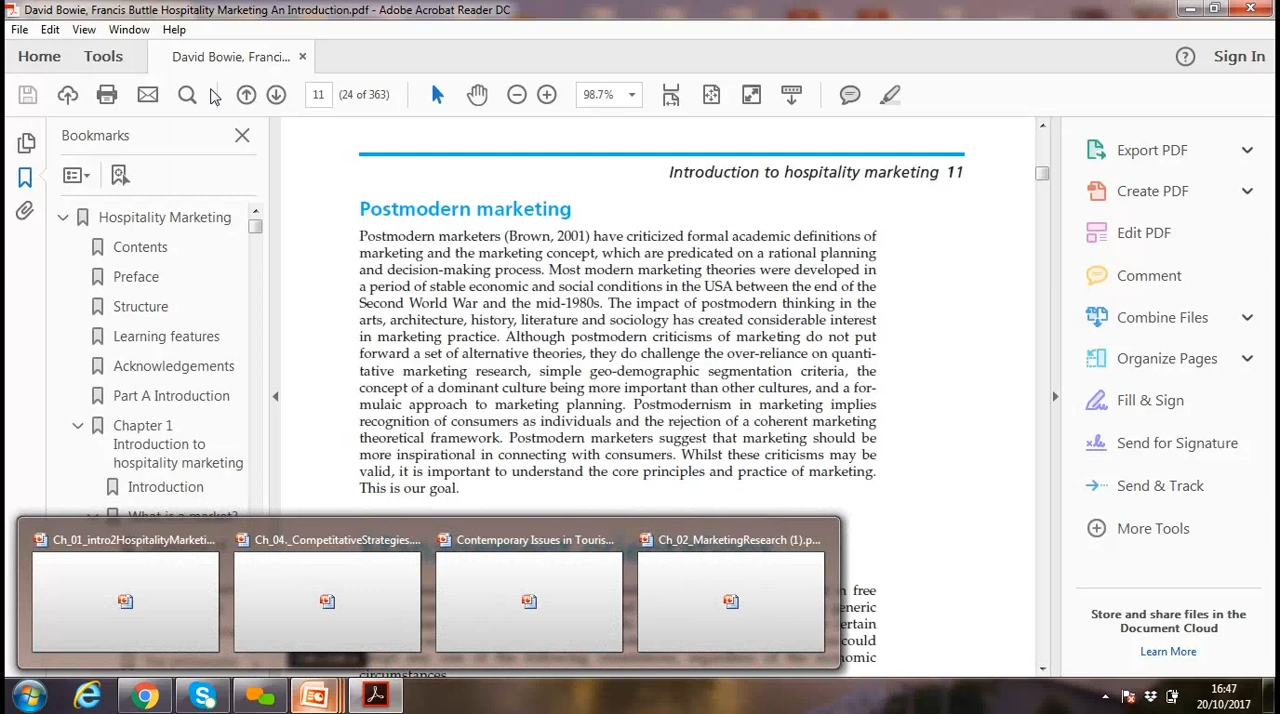 David Bowie, Francis Buttle Hospitality Marketing An Introduction.pdf - Adobe Acrobat Reader DC
File Edit View Window Help
Home Tools David Bowie, Franci... × Sign In
11 (24 of 363) 98.7%
Bookmarks
Hospitality Marketing
Contents
Preface
Structure
Learning features
Acknowledgements
Part A Introduction
Chapter 1
Introduction to
hospitality marketing
Introduction
What is a market?
Introduction to hospitality marketing 11
Postmodern marketing
Postmodern marketers (Brown, 2001) have criticized formal academic definitions of
marketing and the marketing concept, which are predicated on a rational planning
and decision-making process. Most modern marketing theories were developed in
a period of stable economic and social conditions in the USA between the end of the
Second World War and the mid-1980s. The impact of postmodern thinking in the
arts, architecture, history, literature and sociology has created considerable interest
in marketing practice. Although postmodern criticisms of marketing do not put
forward a set of alternative theories, they do challenge the over-reliance on quanti-
tative marketing research, simple geo-demographic segmentation criteria, the
concept of a dominant culture being more important than other cultures, and a for-
mulaic approach to marketing planning. Postmodernism in marketing implies
recognition of consumers as individuals and the rejection of a coherent marketing
theoretical framework. Postmodern marketers suggest that marketing should be
more inspirational in connecting with consumers. Whilst these criticisms may be
valid, it is important to understand the core principles and practice of marketing.
This is our goal.
free
generic
could
circumstances.
Export PDF
Create PDF
Edit PDF
Comment
Combine Files
Organize Pages
Fill & Sign
Send for Signature
Send & Track
More Tools
Store and share files in the
Document Cloud
Learn More
Ch_01_intro2HospitalityMarketi...
Ch_04._CompetitiveStrategies....
Contemporary Issues in Touris...
Ch_02_MarketingResearch (1).p...
16:47
20/10/2017